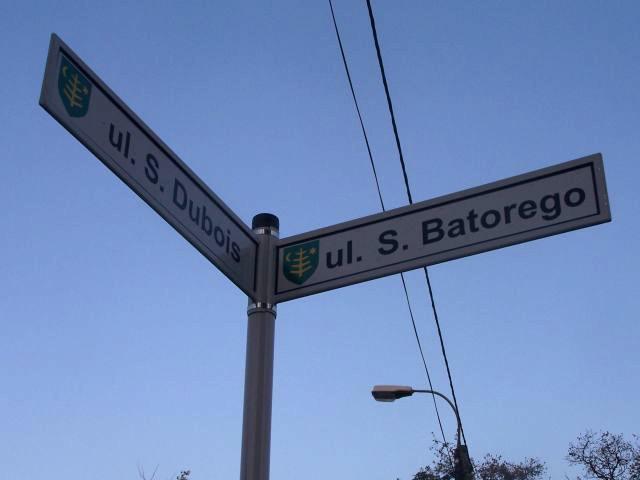 ul. S. Dubois
ul. S. Batorego